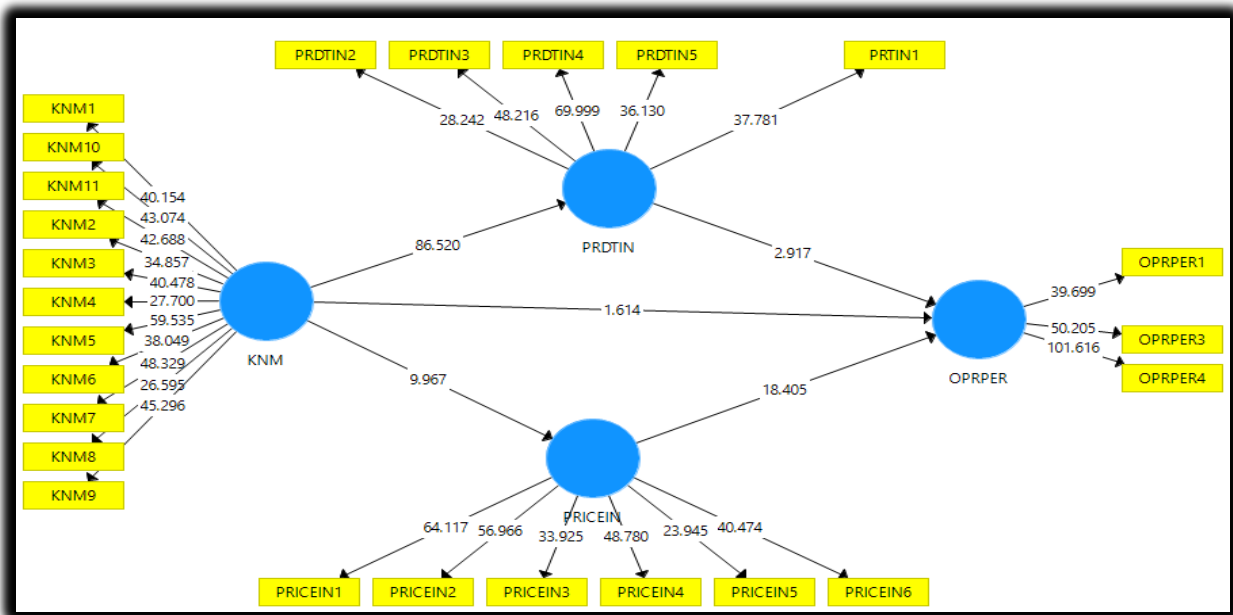 PRDTIN2 PRDTIN3 PRDTIN4 PRDTIN5 PRTIN1
28.242 48.216 69.999 36.130 37.781
KNM1
KNM10
KNM11
KNM2
KNM3
KNM4
KNM5
KNM6
KNM7
KNM8
KNM9
40.154
43.074
42.688
34.857
40.478
27.700
59.535
38.049
48.329
26.595
45.296
KNM
86.520
PRDTIN
2.917
1.614
9.967
18.405
OPRPER
39.699
50.205
101.616
OPRPER1
OPRPER3
OPRPER4
PRICEIN
64.117 56.966 33.925 48.780 23.945 40.474
PRICEIN1 PRICEIN2 PRICEIN3 PRICEIN4 PRICEIN5 PRICEIN6